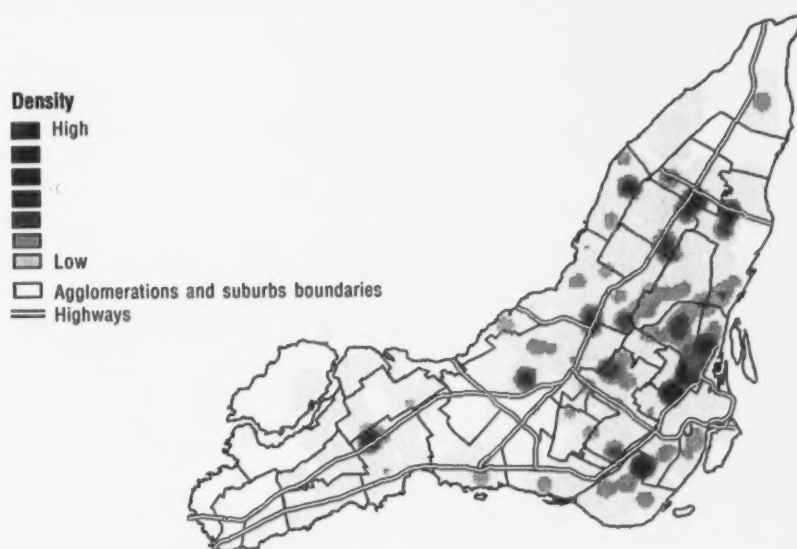 Density
High
Low
Agglomerations and suburbs boundaries
Highways